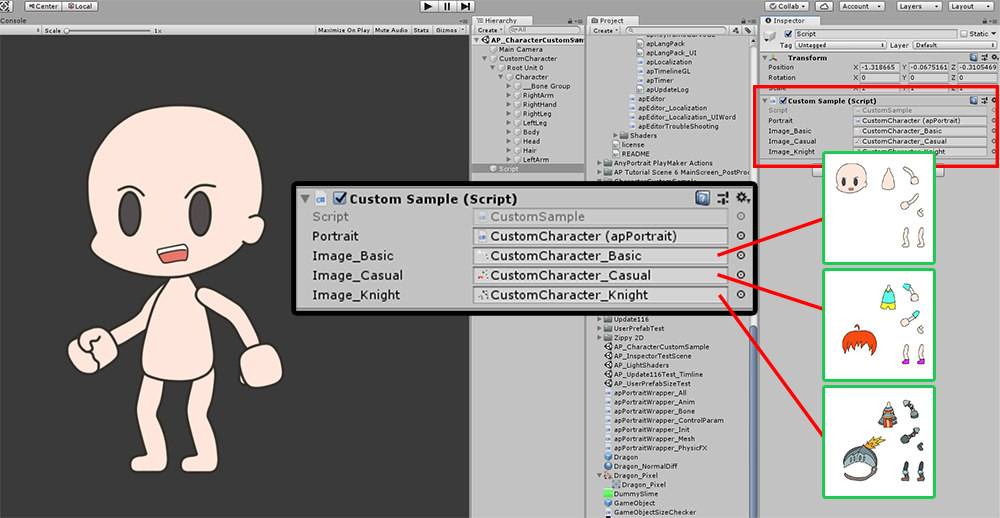 Center
Local
Collab
Account
Layers
Layout
Console
Scale
1x
Maximize On Play
Mute Audio
Stats
Gizmos
Hierarchy
Create
All
AP_CharacterCustomSam
Main Camera
CustomCharacter
Root Unit 0
Character
__Bone Group
RightArm
RightHand
RightLeg
LeftLeg
Body
Head
Hair
LeftArm
Script
Project
Create
apLangPack
apLangPack_UI
apLocalization
apTimelineGL
apTimer
apUpdateLog
apEditor
apEditor_Localization
apEditor_Localization_UIWord
apEditorTroubleShooting
Shaders
license
README
AnyPortrait PlayMaker Actions
AP Tutorial Scene 6 MainScreen_PostProc
Inspector
Script
Static
Tag
Untagged
Layer
Default
Transform
Position
X -1.318665
Y -0.0675161
Z -0.3105469
Rotation
X 0
Y 0
Z 0
Scale
X 1
Y 1
Z 1
Custom Sample (Script)
Script
CustomSample
Portrait
CustomCharacter (apPortrait)
Image_Basic
CustomCharacter_Basic
Image_Casual
CustomCharacter_Casual
Image_Knight
CustomCharacter_Knight
Custom Sample (Script)
Script
CustomSample
Portrait
CustomCharacter (apPortrait)
Image_Basic
CustomCharacter_Basic
Image_Casual
CustomCharacter_Casual
Image_Knight
CustomCharacter_Knight
Update116
UserPrefabTest
Zippy 2D
AP_CharacterCustomSample
AP_InspectorTestScene
AP_LightShaders
AP_Update116Test_Timline
AP_UserPrefabSizeTest
apPortraitWrapper_All
apPortraitWrapper_Anim
apPortraitWrapper_Bone
apPortraitWrapper_ControlParam
apPortraitWrapper_Init
apPortraitWrapper_Mesh
apPortraitWrapper_PhysicFX
Dragon
Dragon_NormalDiff
Dragon_Pixel
Dragon_Pixel
DummySlime
GameObject
GameObjectSizeChecker